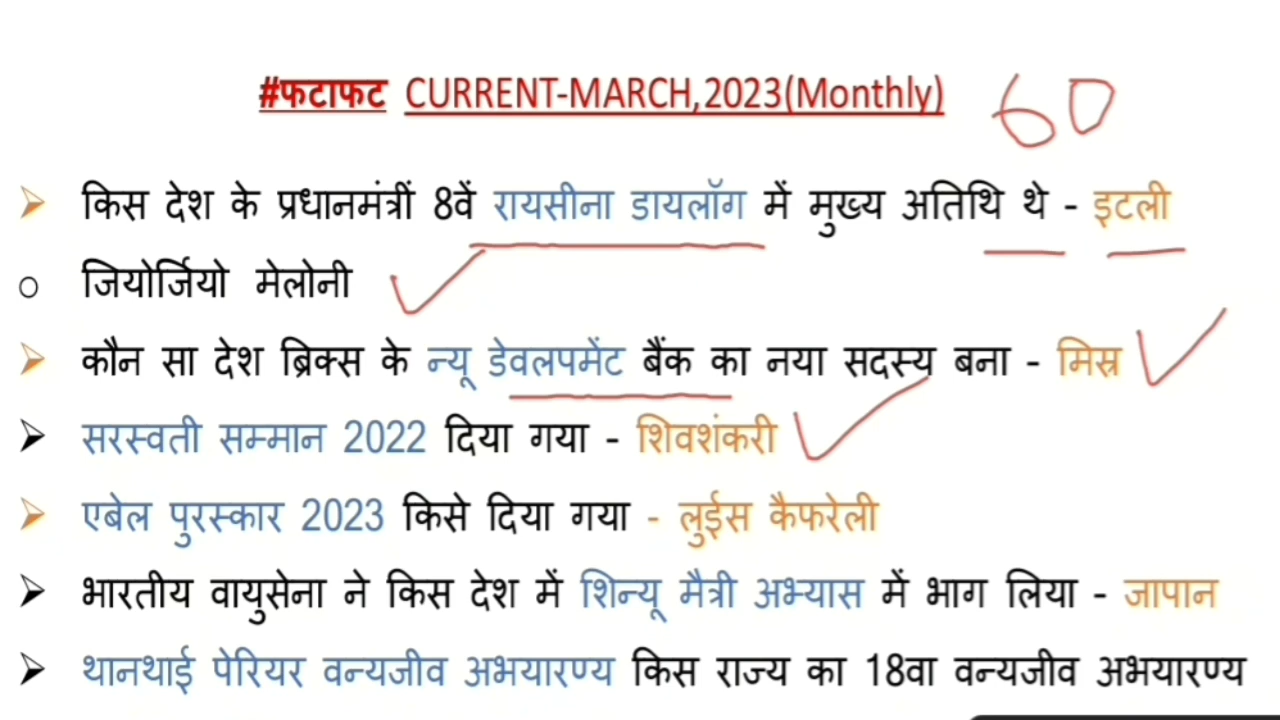 #फटाफट CURRENT-MARCH,2023(Monthly) 60
किस देश के प्रधानमंत्रीं 8वें रायसीना डायलॉग में मुख्य अतिथि थे - इटली
जियोर्जियो मेलोनी
कौन सा देश ब्रिक्स के न्यू डेवलपमेंट बैंक का नया सदस्य बना - मिस्र
सरस्वती सम्मान 2022 दिया गया - शिवशंकरी
एबेल पुरस्कार 2023 किसे दिया गया - लुईस कैफरेली
भारतीय वायुसेना ने किस देश में शिन्यू मैत्री अभ्यास में भाग लिया - जापान
थानथाई पेरियर वन्यजीव अभयारण्य किस राज्य का 18वा वन्यजीव अभयारण्य